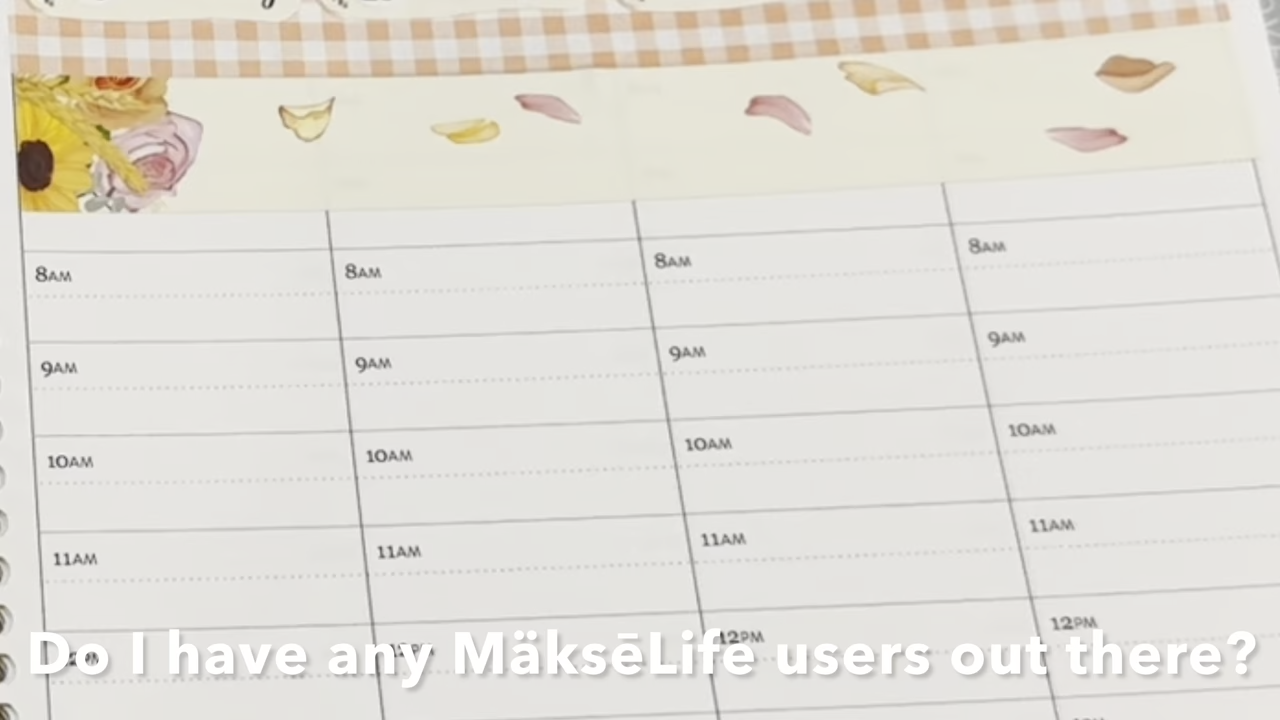 8AM 8AM 8AM 8AM
9AM 9AM 9AM 9AM
10AM 10AM 10AM 10AM
11AM 11AM 11AM 11AM
12PM 12PM
Do I have any MäksēLife users out there?